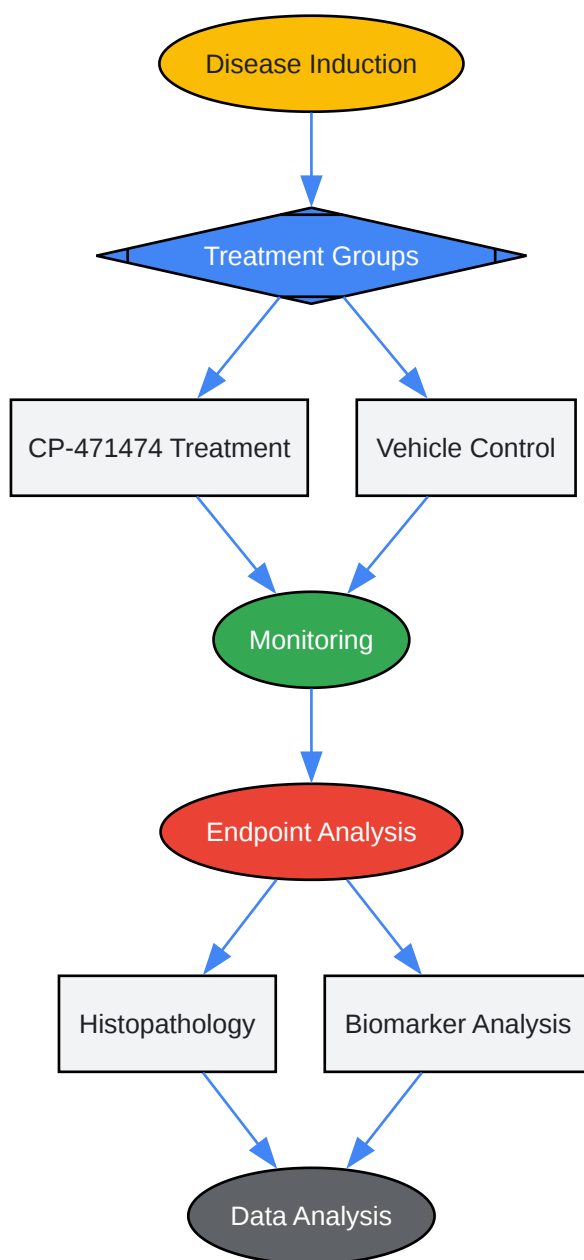 Disease Induction
Treatment Groups
CP-471474 Treatment
Vehicle Control
Monitoring
Endpoint Analysis
Histopathology
Biomarker Analysis
Data Analysis